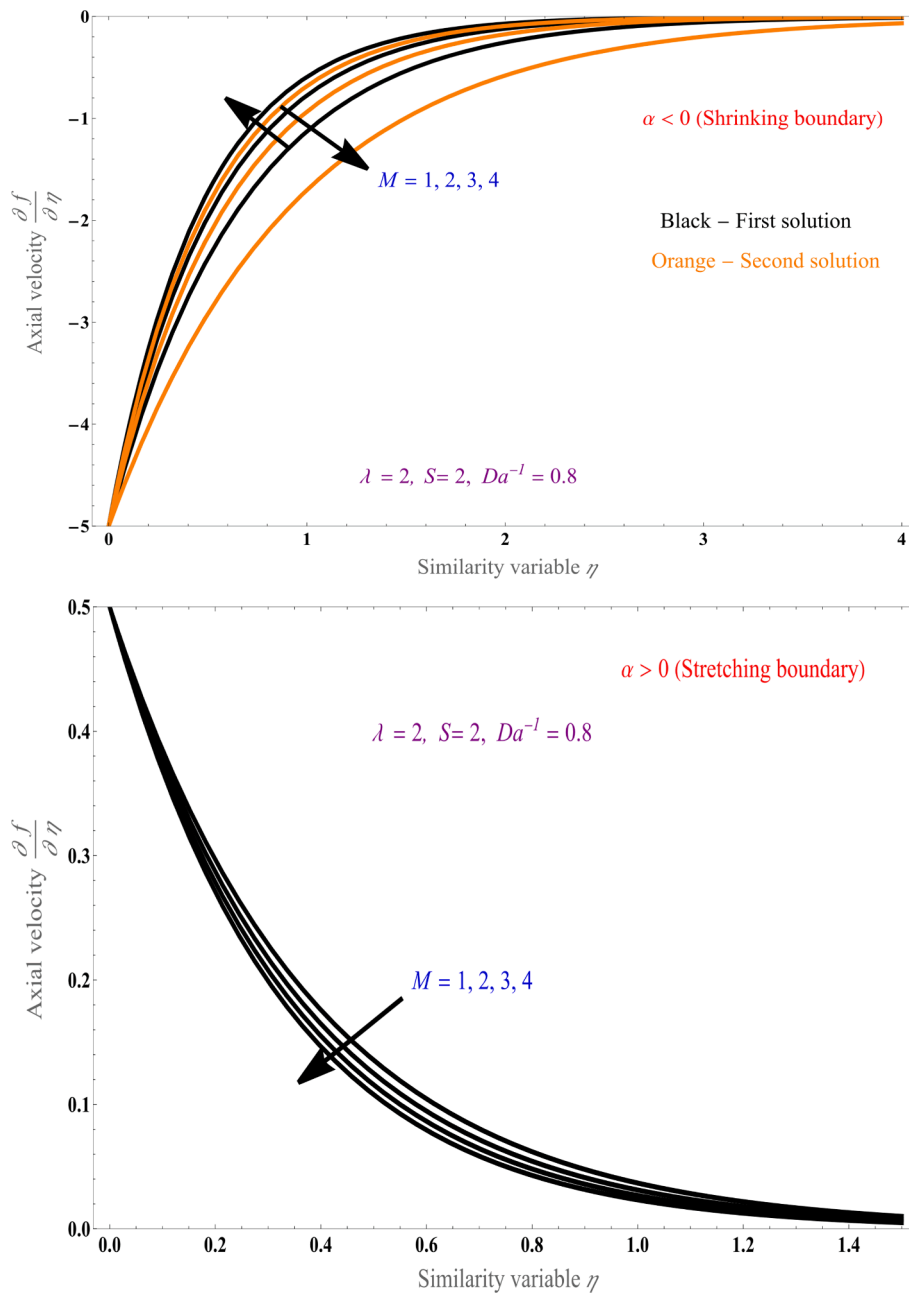 0
−1
−2
−3
−4
−5
Axial velocity ∂f/∂η
α < 0 (Shrinking boundary)
M = 1, 2, 3, 4
Black − First solution
Orange − Second solution
λ = 2, S= 2, Da⁻¹ = 0.8
0 1 2 3 4
Similarity variable η
0.5
0.4
0.3
0.2
0.1
0.0
Axial velocity ∂f/∂η
α > 0 (Stretching boundary)
λ = 2, S= 2, Da⁻¹ = 0.8
M = 1, 2, 3, 4
0.0 0.2 0.4 0.6 0.8 1.0 1.2 1.4
Similarity variable η